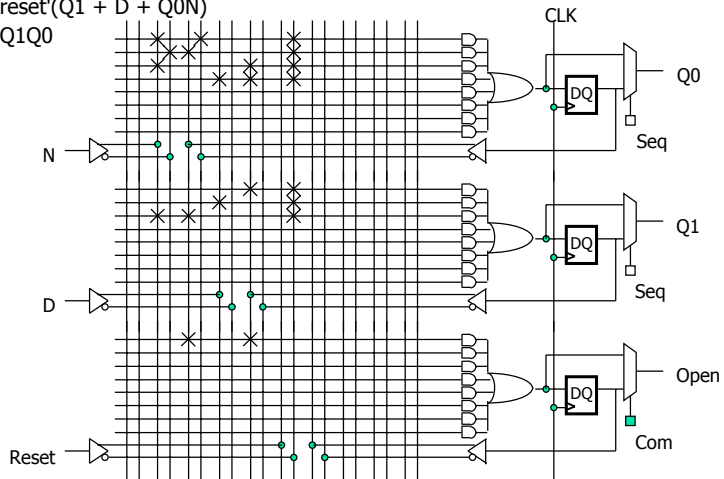 reset'(Q1 + D + Q0N)
Q1Q0
CLK
DQ
Q0
Seq
N
DQ
Q1
Seq
D
DQ
Open
Com
Reset